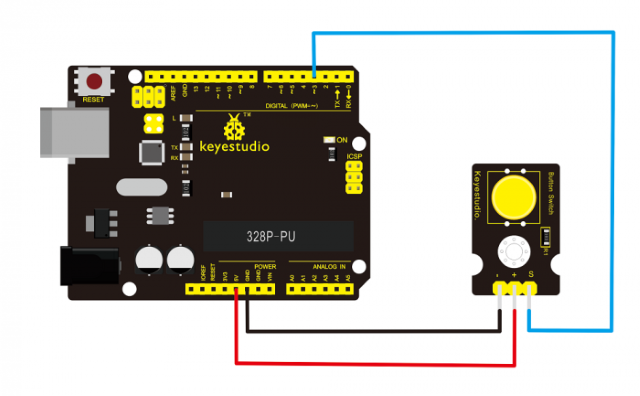 RESET
AREF
GND
13
12
~11
~10
~9
8
7
~6
~5
4
~3
2
TX→1
RX←0
DIGITAL (PWM~)
L
TX
RX
TM
keyestudio
ON
ICSP
328P-PU
POWER
ANALOG IN
IOREF
RESET
3V3
5V
GND
GND
VIN
A0
A1
A2
A3
A4
A5
Keyestudio.
Button Switch
R1
- + S